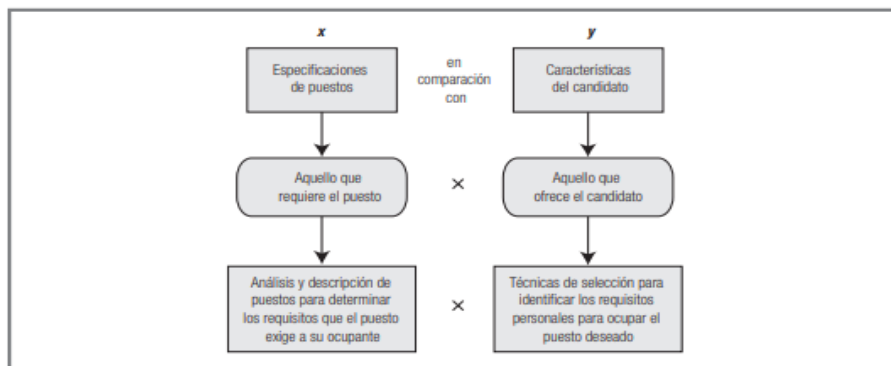 x
y
Especificaciones
de puestos
en
comparación
con
Características
del candidato
Aquello que
requiere el puesto
×
Aquello que
ofrece el candidato
Análisis y descripción de
puestos para determinar
los requisitos que el puesto
exige a su ocupante
×
Técnicas de selección para
identificar los requisitos
personales para ocupar el
puesto deseado